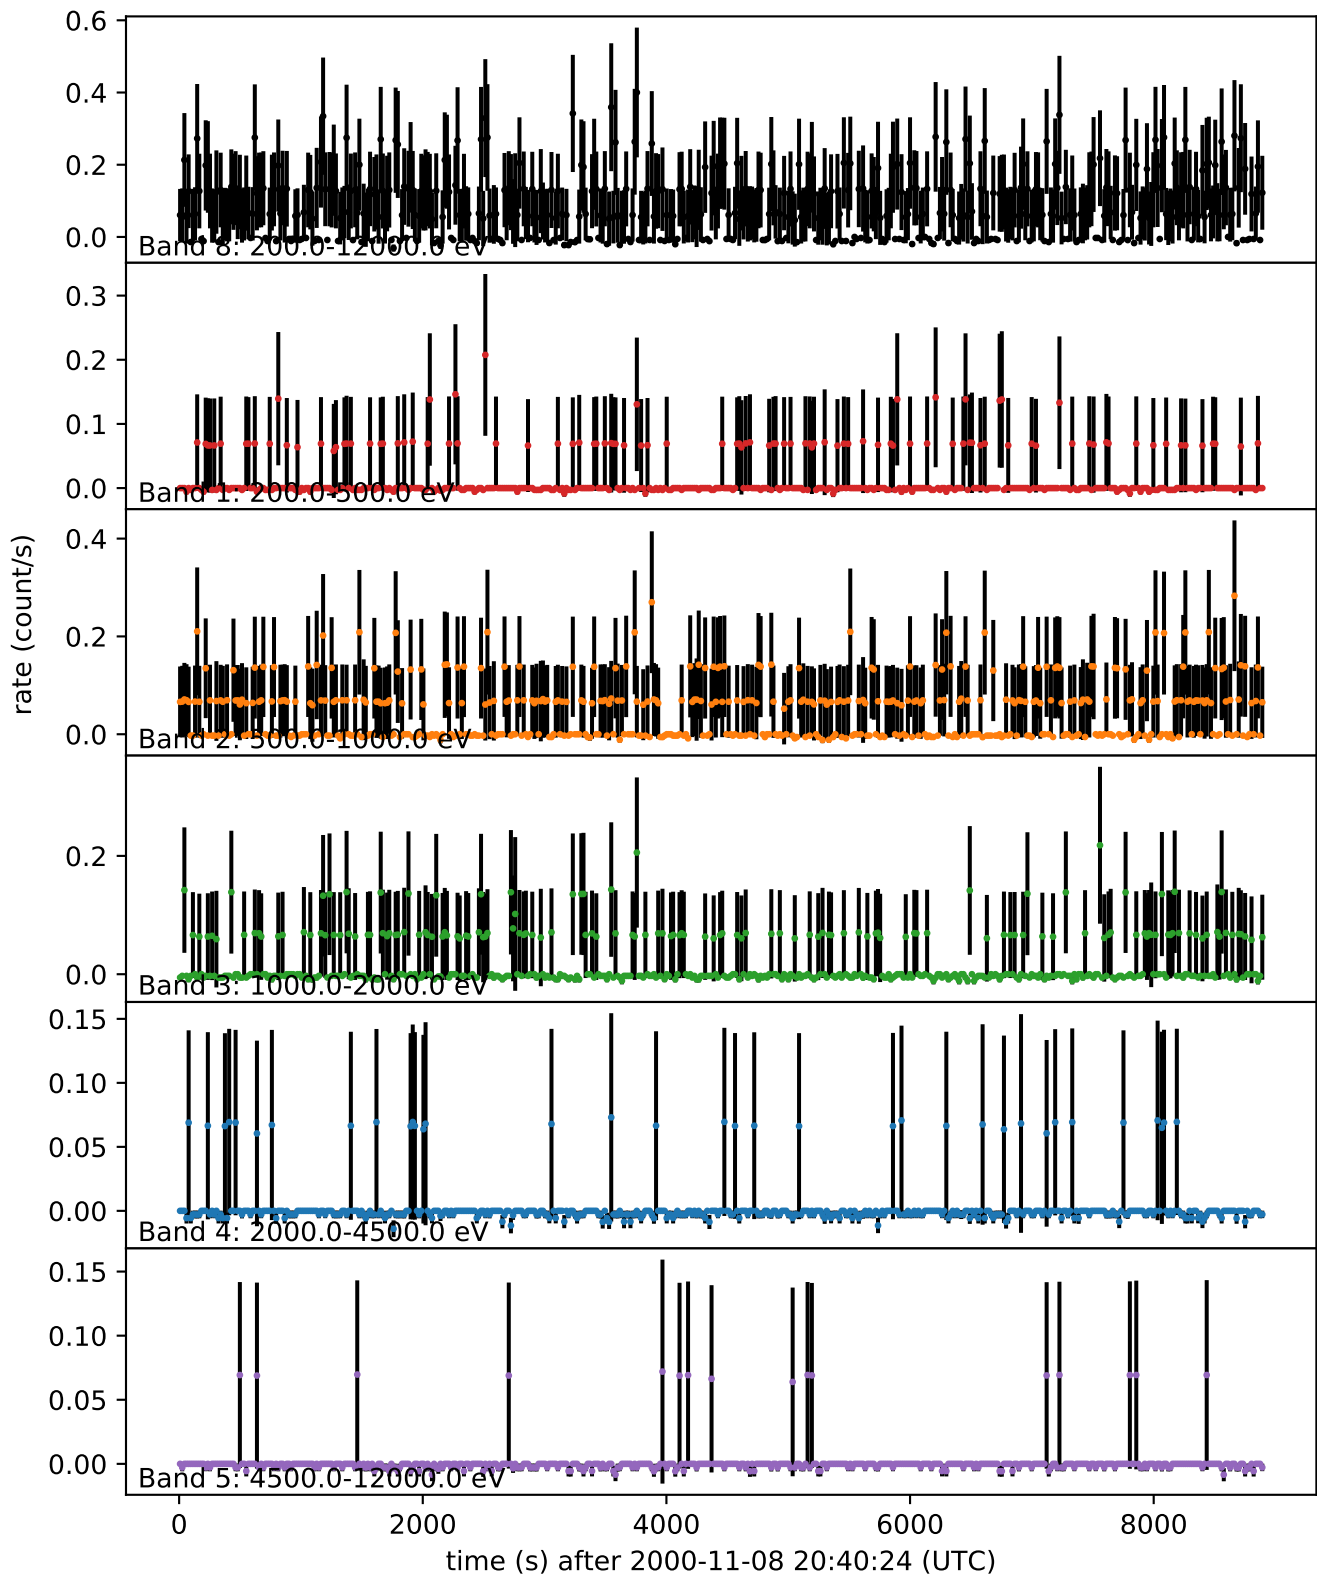 0.6
0.4
0.2
0.0
Band 8: 200.0-12000.0 eV
0.3
0.2
0.1
0.0
Band 1: 200.0-500.0 eV
rate (count/s)
0.4
0.2
0.0
Band 2: 500.0-1000.0 eV
0.2
0.0
Band 3: 1000.0-2000.0 eV
0.15
0.10
0.05
0.00
Band 4: 2000.0-4500.0 eV
0.15
0.10
0.05
0.00
Band 5: 4500.0-12000.0 eV
0 2000 4000 6000 8000
time (s) after 2000-11-08 20:40:24 (UTC)